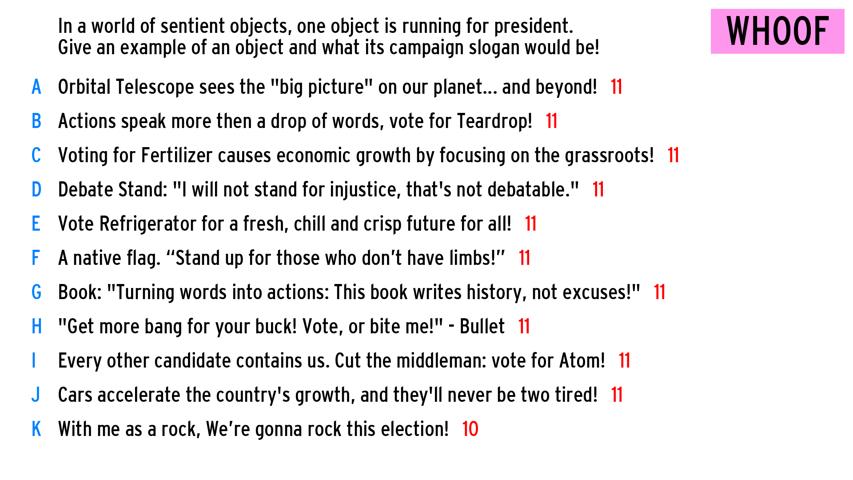 In a world of sentient objects, one object is running for president.
Give an example of an object and what its campaign slogan would be!
WHOOF
A Orbital Telescope sees the "big picture" on our planet... and beyond! 11
B Actions speak more then a drop of words, vote for Teardrop! 11
C Voting for Fertilizer causes economic growth by focusing on the grassroots! 11
D Debate Stand: "I will not stand for injustice, that's not debatable." 11
E Vote Refrigerator for a fresh, chill and crisp future for all! 11
F A native flag. “Stand up for those who don’t have limbs!” 11
G Book: "Turning words into actions: This book writes history, not excuses!" 11
H "Get more bang for your buck! Vote, or bite me!" - Bullet 11
I Every other candidate contains us. Cut the middleman: vote for Atom! 11
J Cars accelerate the country's growth, and they'll never be two tired! 11
K With me as a rock, We’re gonna rock this election! 10